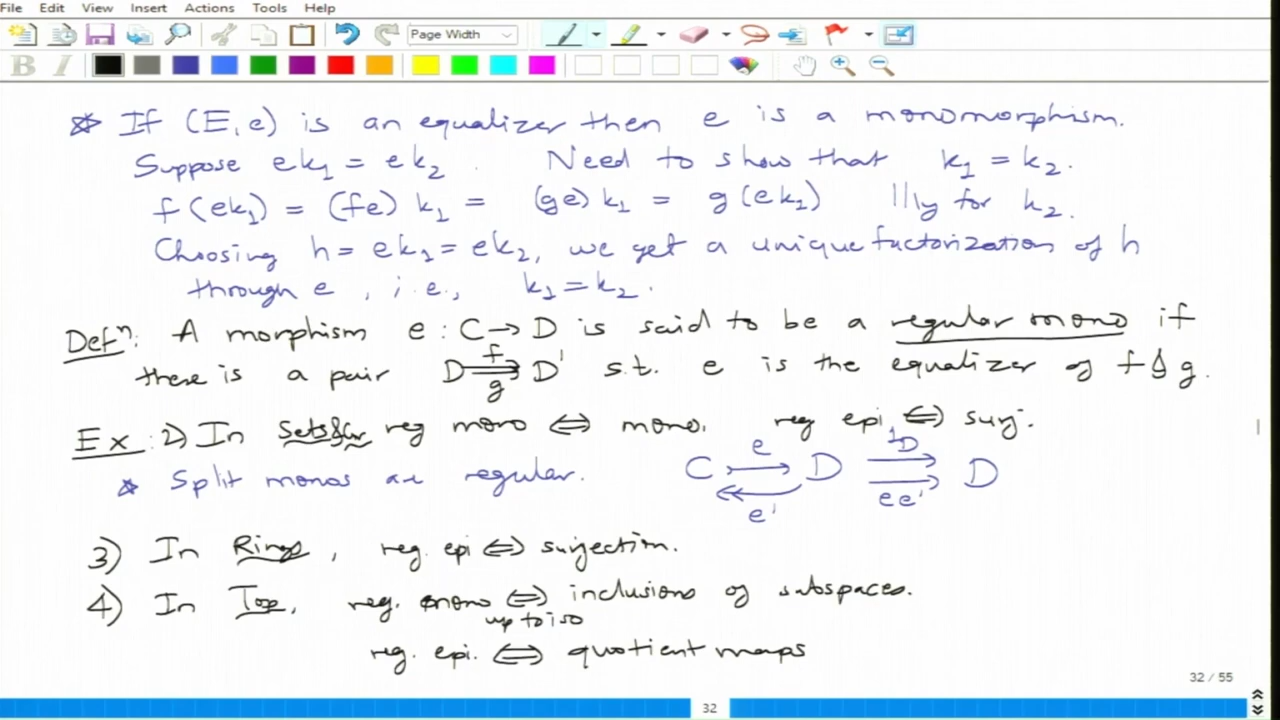 File Edit View Insert Actions Tools Help
Page Width
B I
☆ If (E, e) is an equalizer then e is a monomorphism.
Suppose ek₁ = ek₂. Need to show that k₁ = k₂.
f(ek₁) = (fe) k₁ = (ge) k₁ = g(ek₁) |||ly for k₂.
Choosing h = ek₁ = ek₂, we get a unique factorization of h
through e, i.e., k₁ = k₂.
Defⁿ: A morphism e : C → D is said to be a regular mono if
there is a pair D ⇉ D' s.t. e is the equalizer of f & g.
f
g
Ex: 2) In Sets & Gr reg mono ⇔ mono. reg epi ⇔ surj.
☆ Split monos are regular. C ⇄ D ⇉ D
e 1_D
e' ee'
3) In Rings, reg. epi ⇔ surjection.
4) In Top, reg. mono ⇔ inclusions of subspaces.
up to iso
reg. epi. ⇔ quotient maps
32 / 55
32